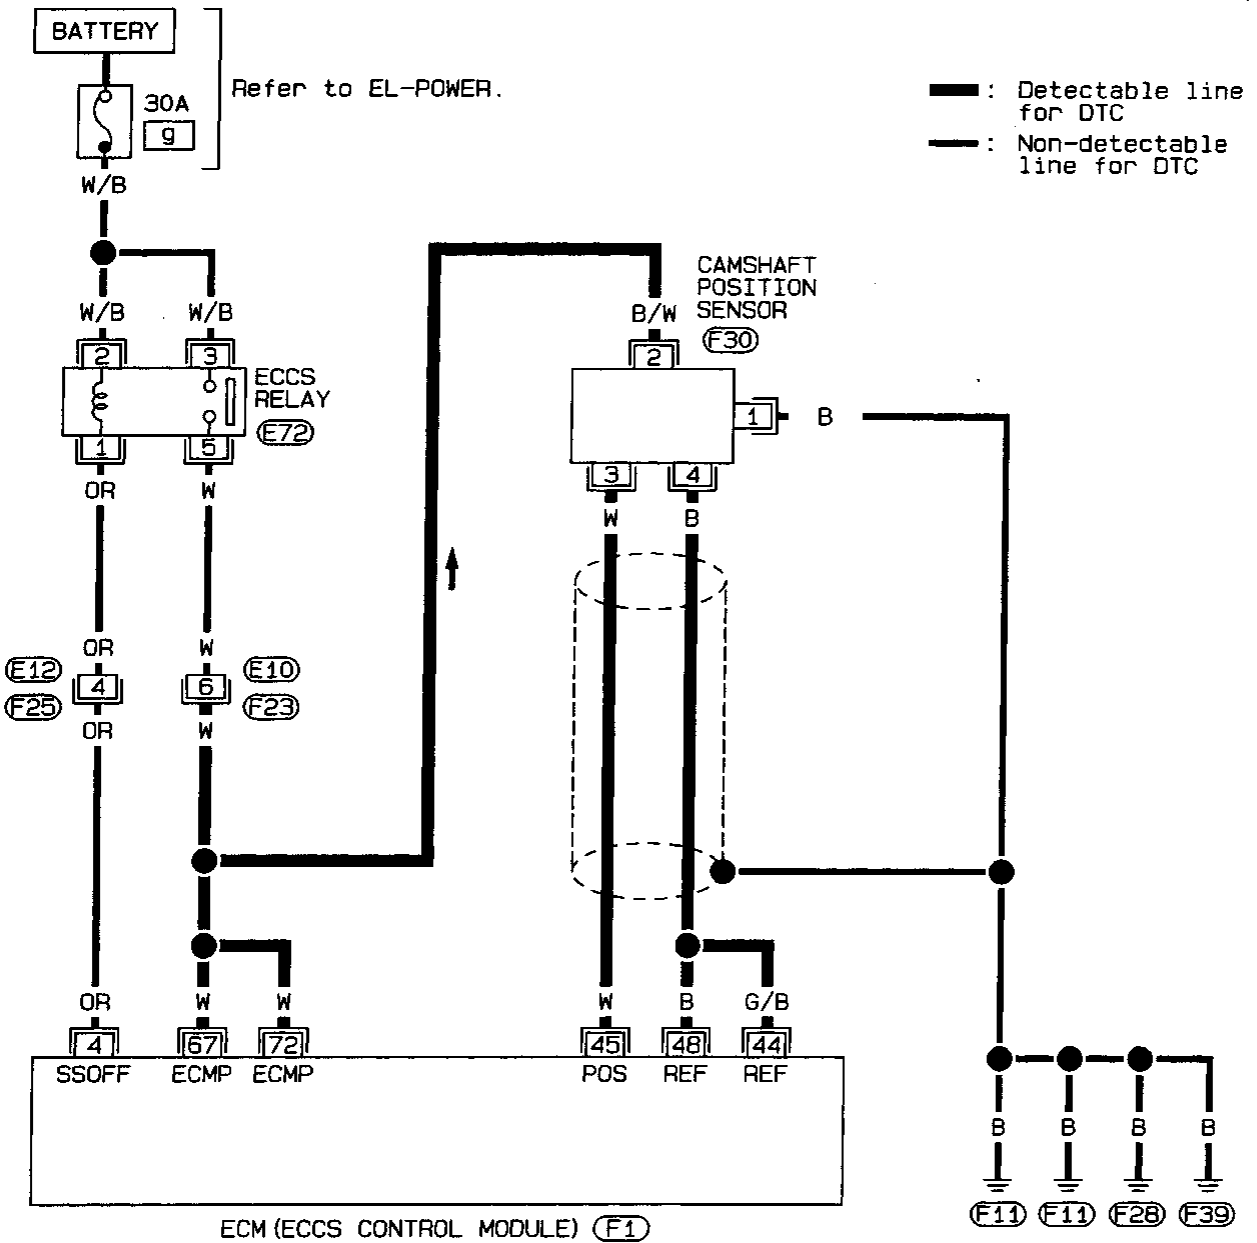 BATTERY
30A
g
Refer to EL-POWER.
: Detectable line
for DTC
: Non-detectable
line for DTC
W/B
W/B
W/B
CAMSHAFT
POSITION
SENSOR
F30
B/W
2
3
2
ECCS
RELAY
E72
1
B
1
5
3
4
OR
W
W
B
OR
W
E12
E10
4
6
F25
F23
OR
W
OR
W
W
W
B
G/B
4
67
72
45
48
44
SSOFF
ECMP
ECMP
POS
REF
REF
B
B
B
B
F11
F11
F28
F39
ECM (ECCS CONTROL MODULE)
F1